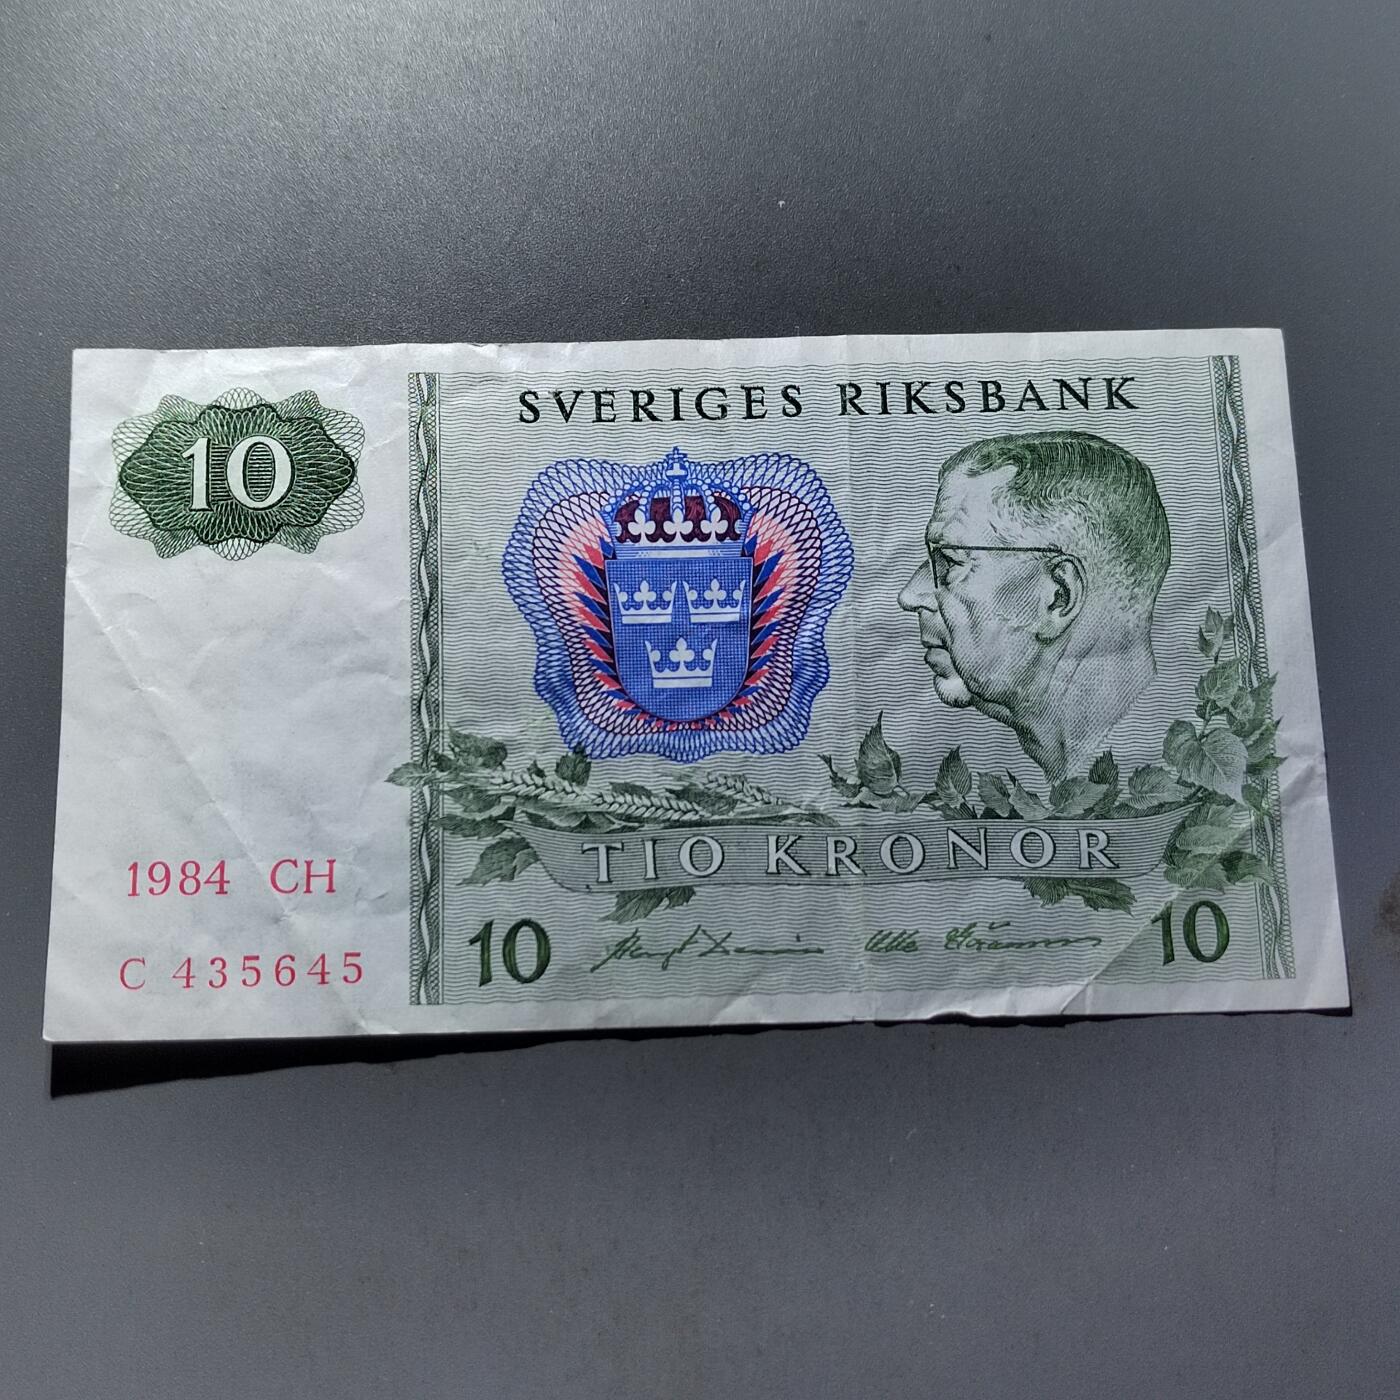 SVERIGES RIKSBANK
10
TIO KRONOR
1984 CH
C 435645
10
10